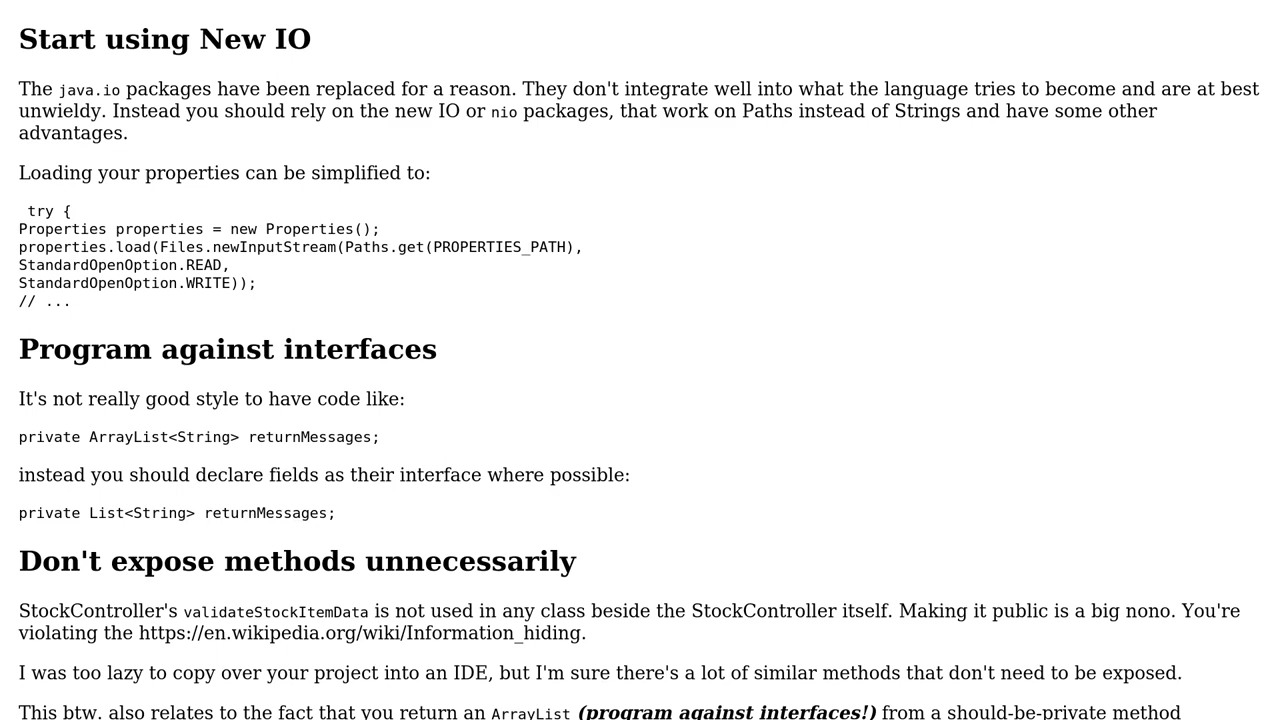 Start using New IO
The java.io packages have been replaced for a reason. They don't integrate well into what the language tries to become and are at best
unwieldy. Instead you should rely on the new IO or nio packages, that work on Paths instead of Strings and have some other
advantages.
Loading your properties can be simplified to:
try {
Properties properties = new Properties();
properties.load(Files.newInputStream(Paths.get(PROPERTIES_PATH),
StandardOpenOption.READ,
StandardOpenOption.WRITE));
// ...
Program against interfaces
It's not really good style to have code like:
private ArrayList<String> returnMessages;
instead you should declare fields as their interface where possible:
private List<String> returnMessages;
Don't expose methods unnecessarily
StockController's validateStockItemData is not used in any class beside the StockController itself. Making it public is a big nono. You're
violating the https://en.wikipedia.org/wiki/Information_hiding.
I was too lazy to copy over your project into an IDE, but I'm sure there's a lot of similar methods that don't need to be exposed.
This btw. also relates to the fact that you return an ArrayList (program against interfaces!) from a should-be-private method